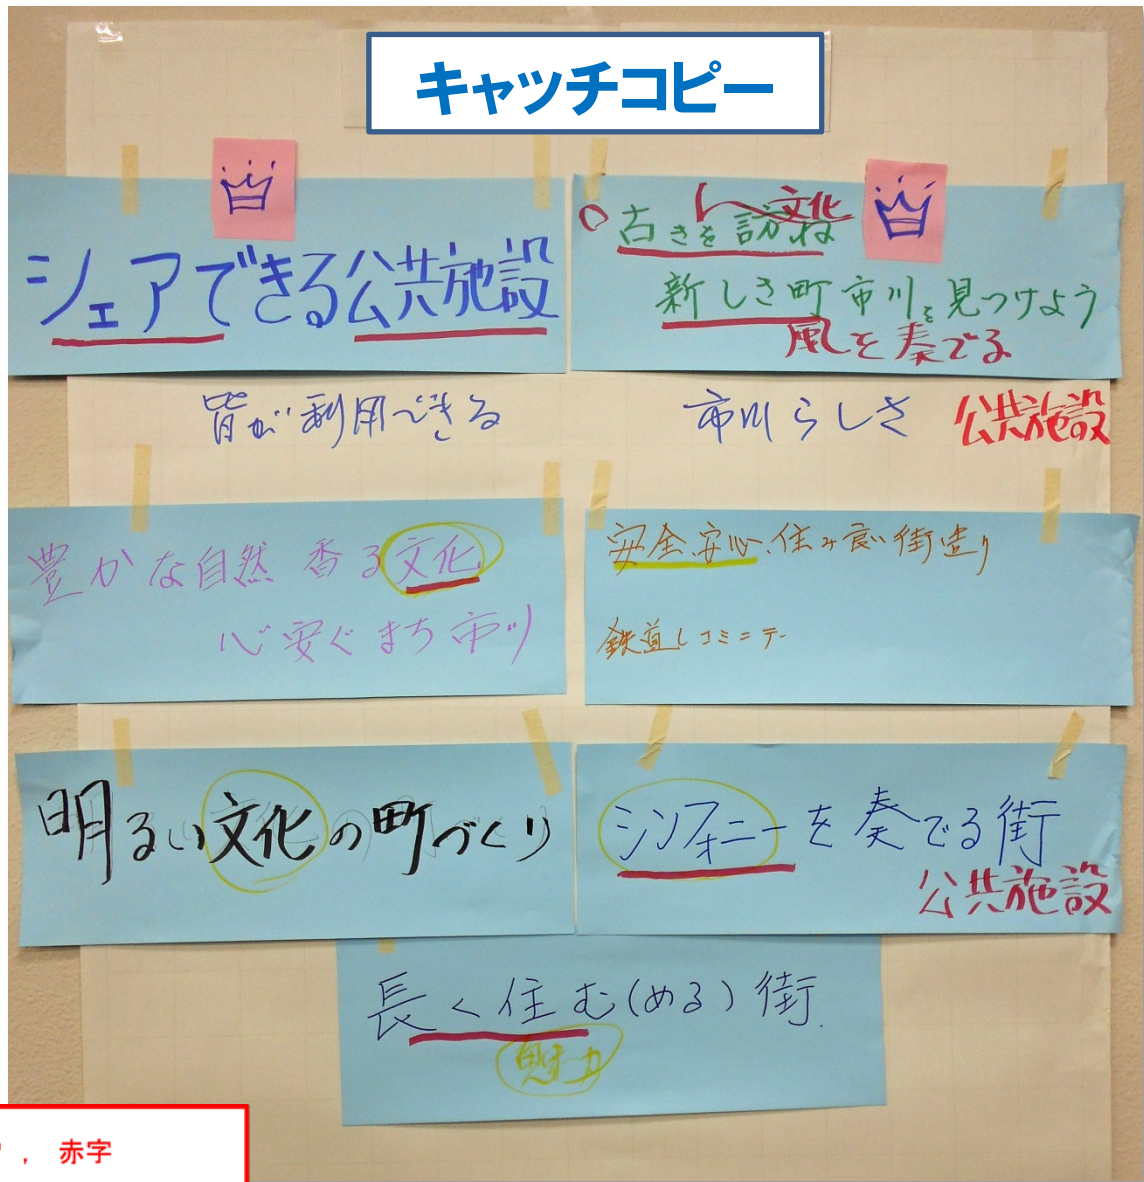 キャッチコピー
シェアできる公共施設
皆が利用できる
文化
古きを訪ね
新しき町市川を見つけよう
風を奏でる
市川らしさ 公共施設
豊かな自然 香る文化
心安ぐまち市川
安全安心、住み良い街造り
鉄道しコミニテー
明るい文化の町づくり
シンフォニーを奏でる街
公共施設
長く住む(める)街.
魅力
, 赤字